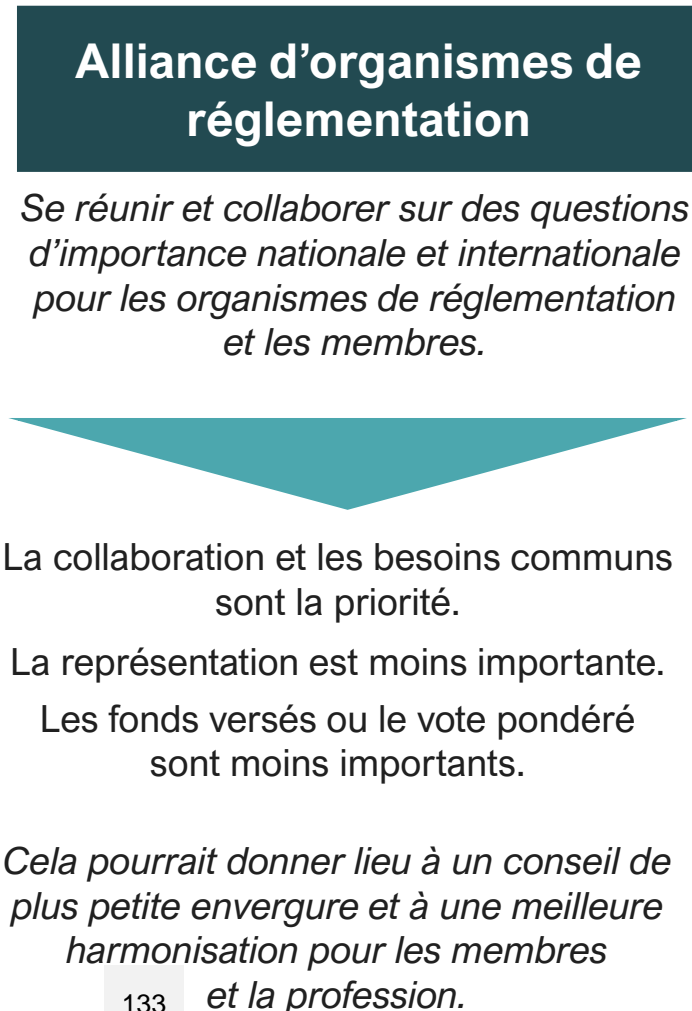 Alliance d’organismes de
réglementation
Se réunir et collaborer sur des questions
d’importance nationale et internationale
pour les organismes de réglementation
et les membres.
La collaboration et les besoins communs
sont la priorité.
La représentation est moins importante.
Les fonds versés ou le vote pondéré
sont moins importants.
Cela pourrait donner lieu à un conseil de
plus petite envergure et à une meilleure
harmonisation pour les membres
et la profession.
133